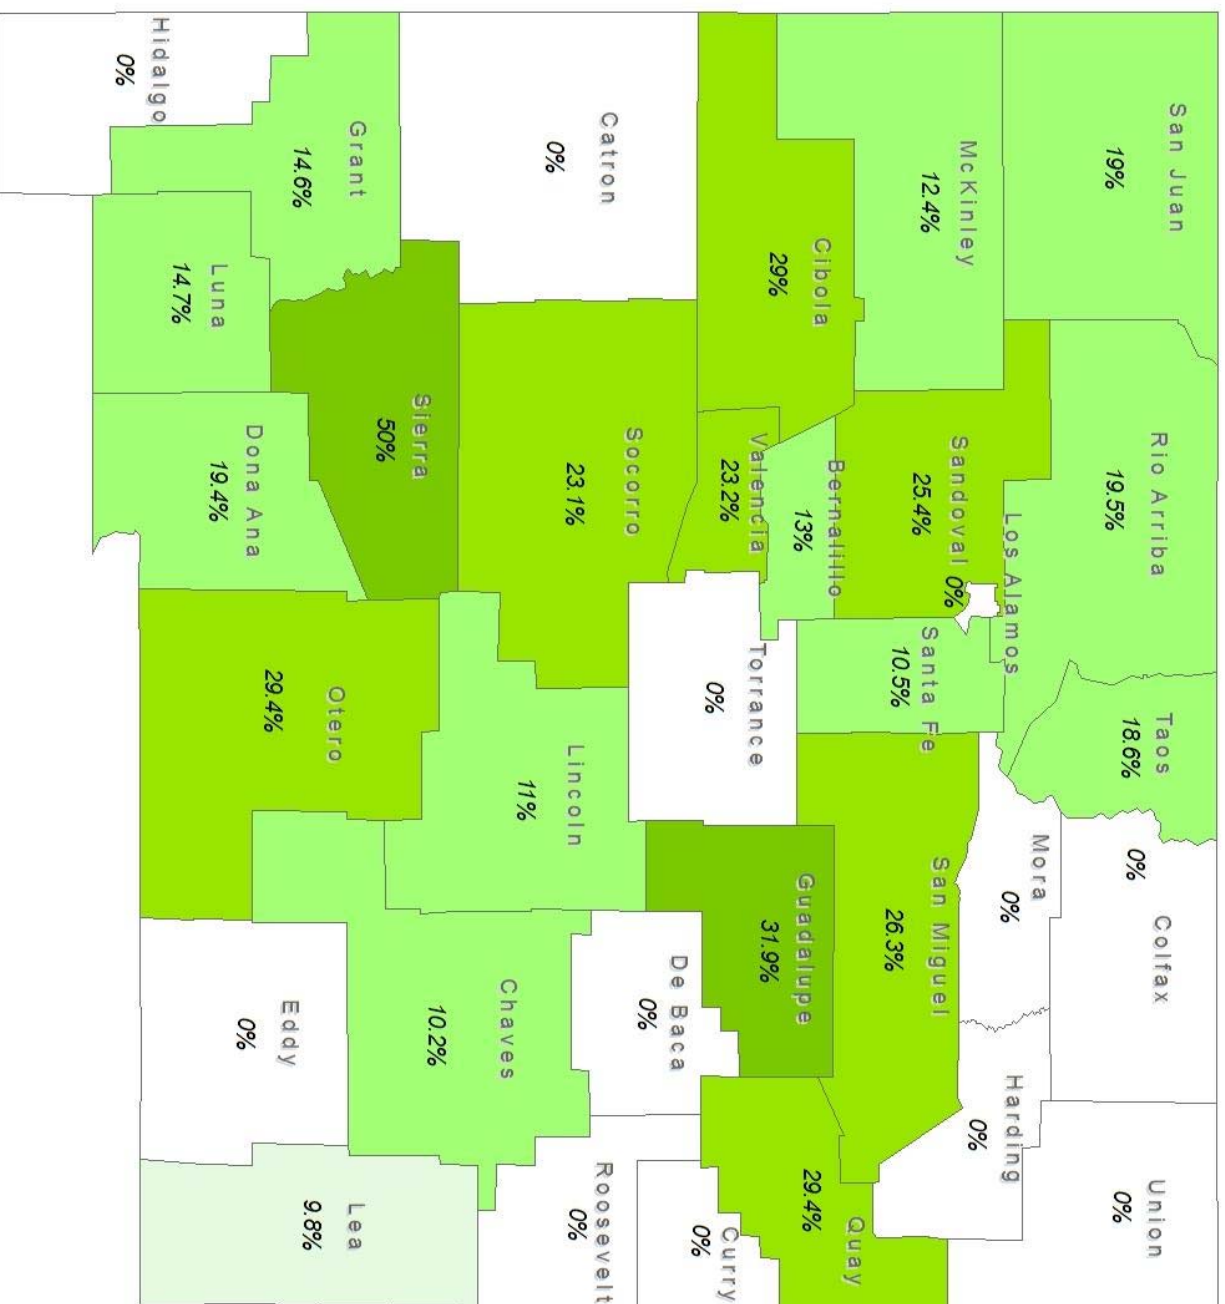 San Juan
19%
Rio Arriba
19.5%
Taos
18.6%
Colfax
0%
Union
0%
McKinley
12.4%
Sandoval
25.4%
Los Alamos
0%
Santa Fe
10.5%
Mora
0%
Harding
0%
San Miguel
26.3%
Cibola
29%
Bernalillo
13%
Valencia
23.2%
Torrance
0%
Guadalupe
31.9%
Quay
29.4%
Curry
0%
Catron
0%
Socorro
23.1%
Lincoln
11%
De Baca
0%
Roosevelt
0%
Chaves
10.2%
Grant
14.6%
Sierra
50%
Otero
29.4%
Eddy
0%
Lea
9.8%
Luna
14.7%
Dona Ana
19.4%
Hidalgo
0%